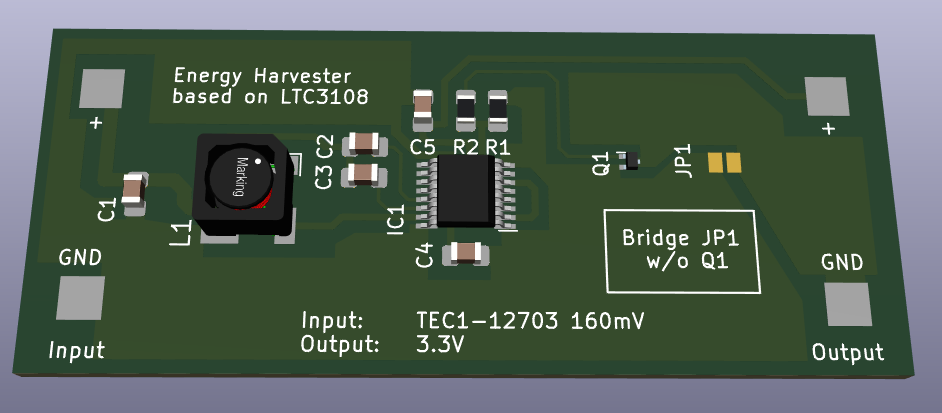 Energy Harvester
based on LTC3108
+
+
C5
R2
R1
C2
C3
Q1
JP1
Marking
C1
L1
IC1
C4
Bridge JP1
w/o Q1
GND
GND
Input:
TEC1-12703 160mV
Output:
3.3V
Input
Output